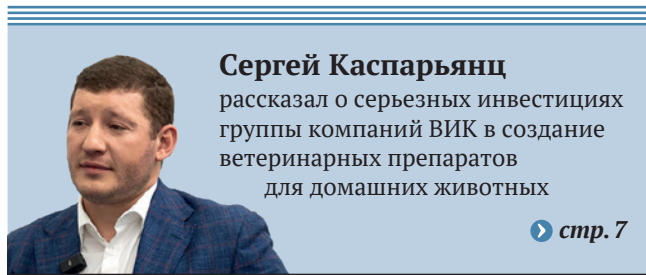 Сергей Каспарьянц
рассказал о серьезных инвестициях
группы компаний ВИК в создание
ветеринарных препаратов
для домашних животных
стр. 7